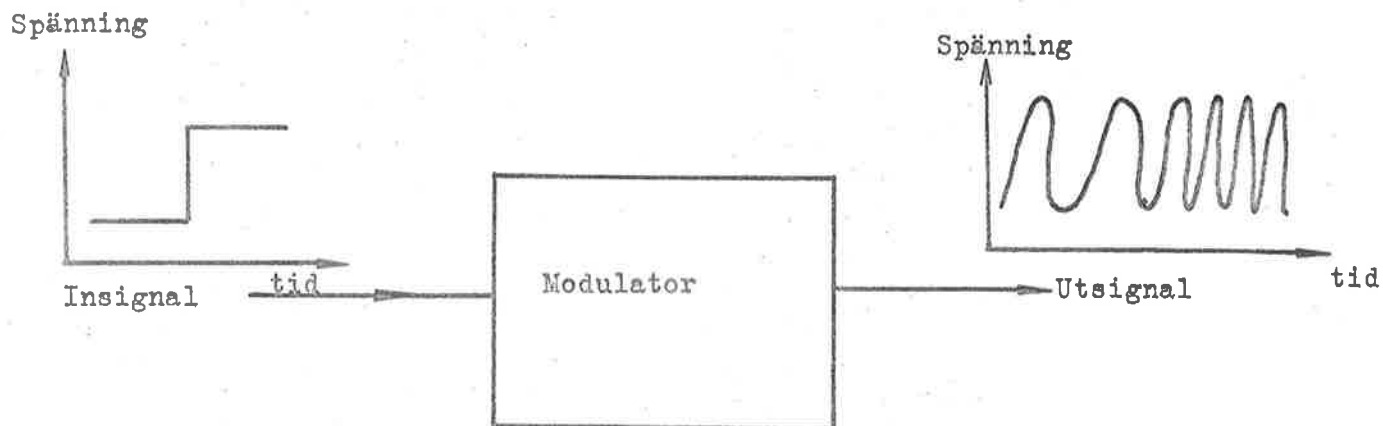 Spänning
tid
Insignal
Modulator
Spänning
tid
Utsignal